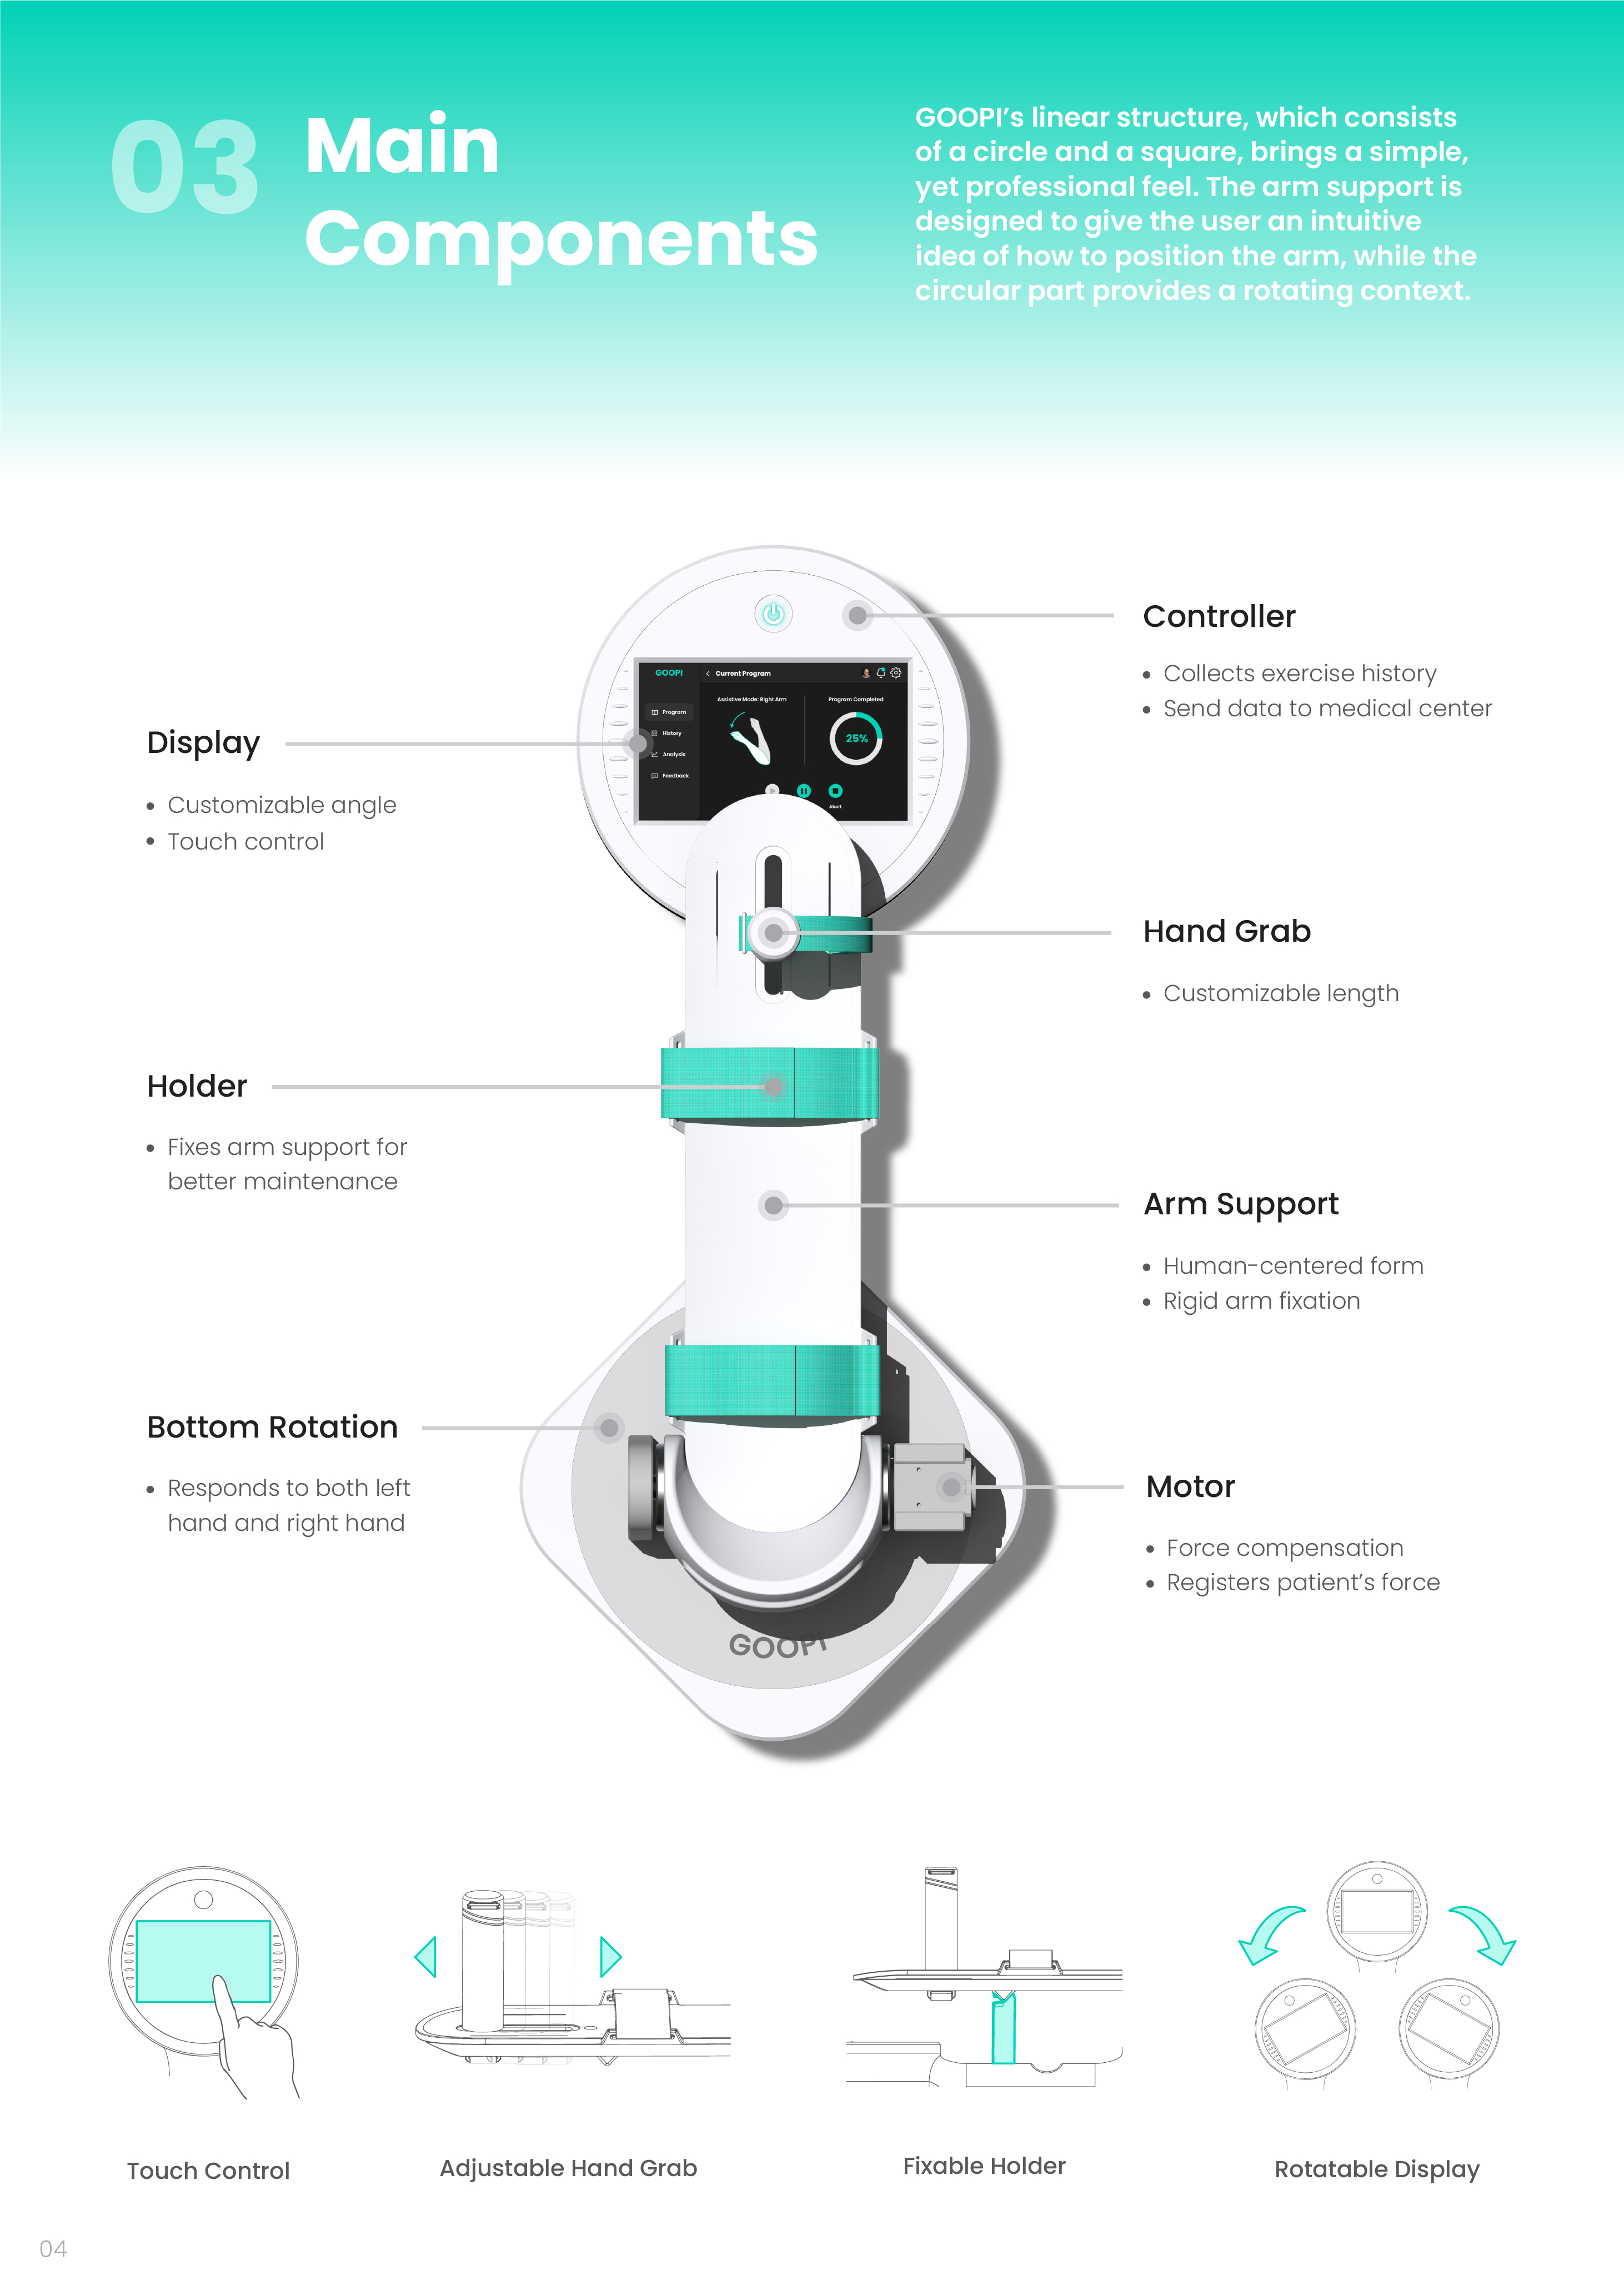 03
Main
Components
GOOPI’s linear structure, which consists
of a circle and a square, brings a simple,
yet professional feel. The arm support is
designed to give the user an intuitive
idea of how to position the arm, while the
circular part provides a rotating context.
Controller
• Collects exercise history
• Send data to medical center
GOOPI
Current Program
Assistive Mode: Right Arm
Program Completed
Program
History
Analysis
Feedback
25%
Abort
Display
• Customizable angle
• Touch control
Hand Grab
• Customizable length
Holder
• Fixes arm support for
better maintenance
Arm Support
• Human-centered form
• Rigid arm fixation
Bottom Rotation
• Responds to both left
hand and right hand
Motor
• Force compensation
• Registers patient’s force
GOOPI
Touch Control
Adjustable Hand Grab
Fixable Holder
Rotatable Display
04